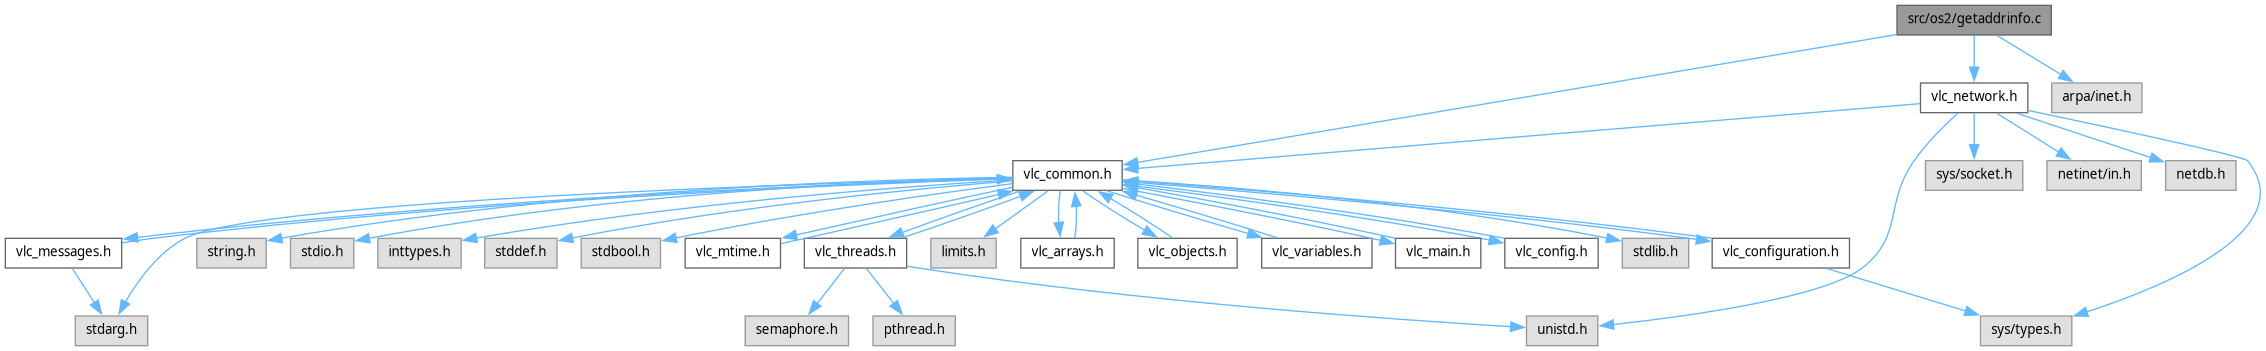 src/os2/getaddrinfo.c
vlc_network.h
arpa/inet.h
vlc_common.h
sys/socket.h
netinet/in.h
netdb.h
vlc_messages.h
string.h
stdio.h
inttypes.h
stddef.h
stdbool.h
vlc_mtime.h
vlc_threads.h
limits.h
vlc_arrays.h
vlc_objects.h
vlc_variables.h
vlc_main.h
vlc_config.h
stdlib.h
vlc_configuration.h
stdarg.h
semaphore.h
pthread.h
unistd.h
sys/types.h